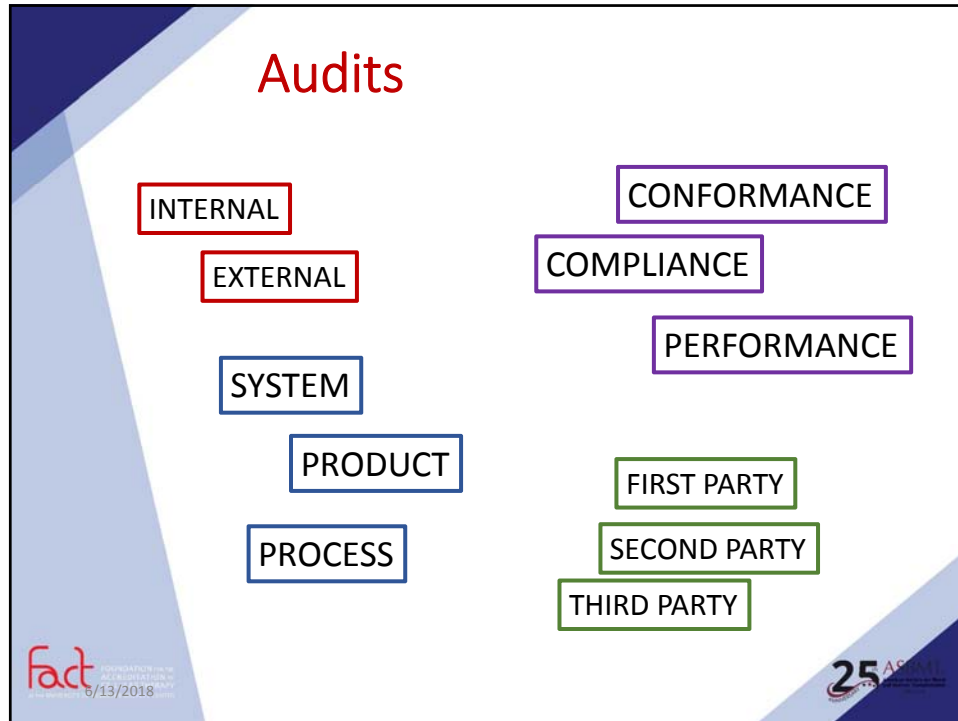 Audits
INTERNAL
EXTERNAL
SYSTEM
PRODUCT
PROCESS
CONFORMANCE
COMPLIANCE
PERFORMANCE
FIRST PARTY
SECOND PARTY
THIRD PARTY
fact
6/13/2018
25 ASBMT